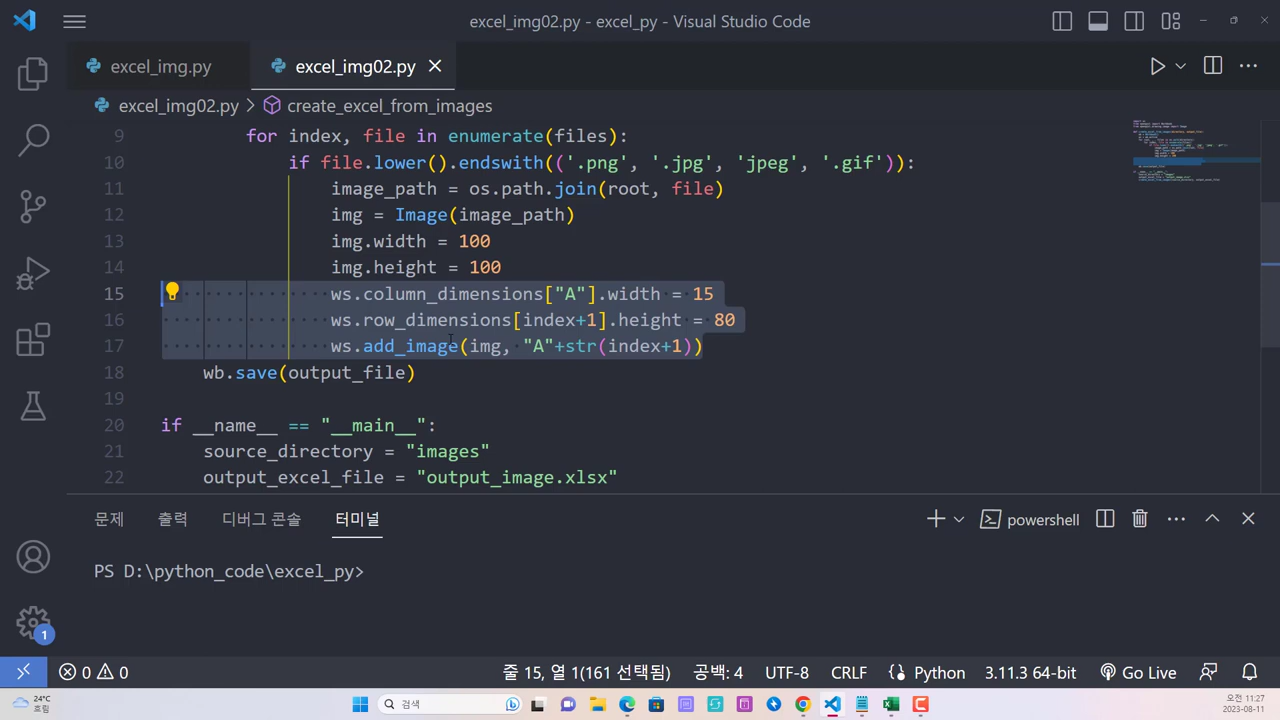 excel_img02.py - excel_py - Visual Studio Code
excel_img.py
excel_img02.py
excel_img02.py > create_excel_from_images
9 for index, file in enumerate(files):
10 if file.lower().endswith(('.png', '.jpg', 'jpeg', '.gif')):
11 image_path = os.path.join(root, file)
12 img = Image(image_path)
13 img.width = 100
14 img.height = 100
15 ws.column_dimensions["A"].width = 15
16 ws.row_dimensions[index+1].height = 80
17 ws.add_image(img, "A"+str(index+1))
18 wb.save(output_file)
19
20 if __name__ == "__main__":
21 source_directory = "images"
22 output_excel_file = "output_image.xlsx"
문제 출력 디버그 콘솔 터미널
powershell
PS D:\python_code\excel_py>
1
0 0 줄 15, 열 1(161 선택됨) 공백: 4 UTF-8 CRLF Python 3.11.3 64-bit Go Live
24°C
흐림
검색
오전 11:27
2023-08-11